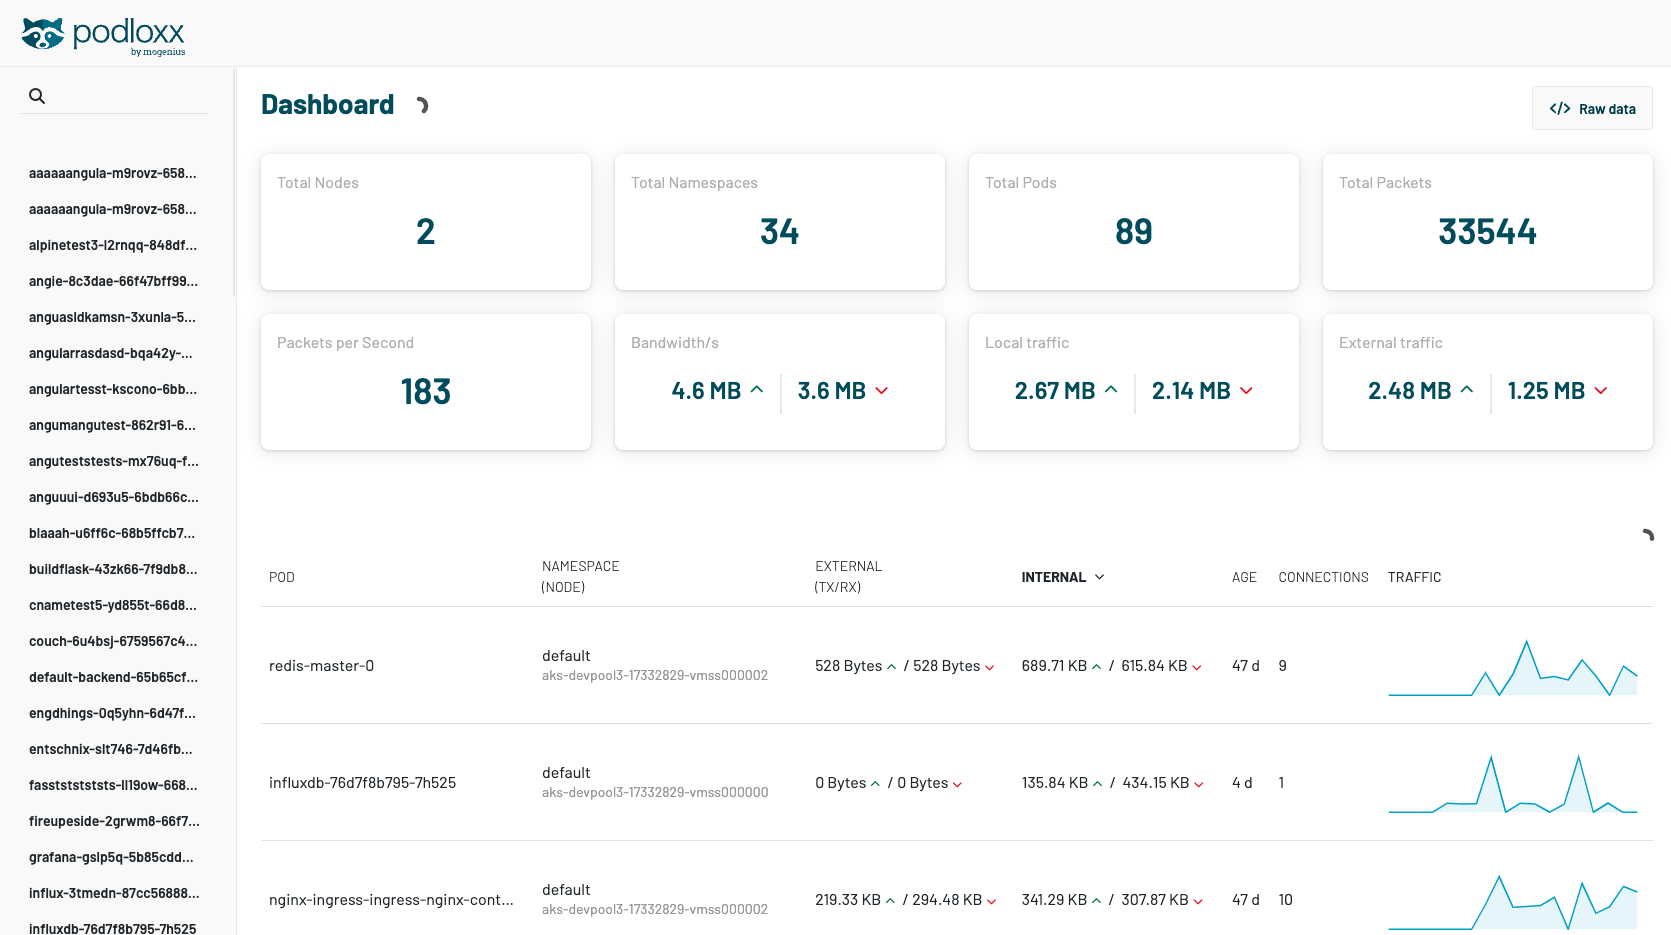 podloxx
by mogenius
Dashboard
Raw data
aaaaaangula-m9rovz-658...
aaaaaangula-m9rovz-658...
alpinetest3-l2rnqq-848df...
angie-8c3dae-66f47bff99...
anguasldkamsn-3xunla-5...
angularrasdasd-bqa42y-...
angulartesst-kscono-6bb...
angumangutest-862r91-6...
anguteststests-mx76uq-f...
anguuui-d693u5-6bdb66c...
blaaah-u6ff6c-68b5ffcb7...
buildflask-43zk66-7f9db8...
cnametest5-yd855t-66d8...
couch-6u4bsj-6759567c4...
default-backend-65b65cf...
engdhings-0q5yhn-6d47f...
entschnix-slt746-7d46fb...
fasstststststs-ll19ow-668...
fireupeside-2grwm8-66f7...
grafana-gslp5q-5b85cdd...
influx-3tmedn-87cc56888...
influxdb-76d7f8b795-7h525
Total Nodes
2
Total Namespaces
34
Total Pods
89
Total Packets
33544
Packets per Second
183
Bandwidth/s
4.6 MB 3.6 MB
Local traffic
2.67 MB 2.14 MB
External traffic
2.48 MB 1.25 MB
POD
NAMESPACE
(NODE)
EXTERNAL
(TX/RX)
INTERNAL
AGE
CONNECTIONS
TRAFFIC
redis-master-0
default
aks-devpool3-17332829-vmss000002
528 Bytes / 528 Bytes
689.71 KB / 615.84 KB
47 d
9
influxdb-76d7f8b795-7h525
default
aks-devpool3-17332829-vmss000000
0 Bytes / 0 Bytes
135.84 KB / 434.15 KB
4 d
1
nginx-ingress-ingress-nginx-cont...
default
aks-devpool3-17332829-vmss000002
219.33 KB / 294.48 KB
341.29 KB / 307.87 KB
47 d
10